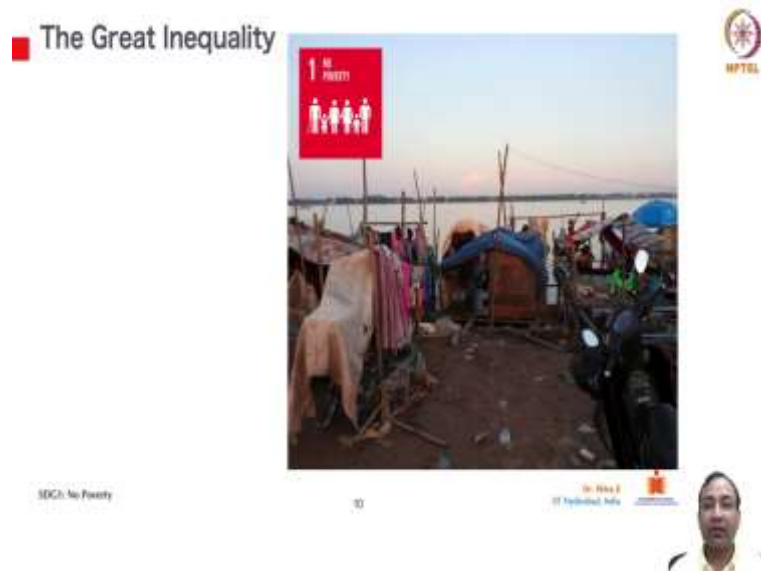 The Great Inequality
1 NO
POVERTY
NPTEL
SDG1: No Poverty
10
IIT Hyderabad, India